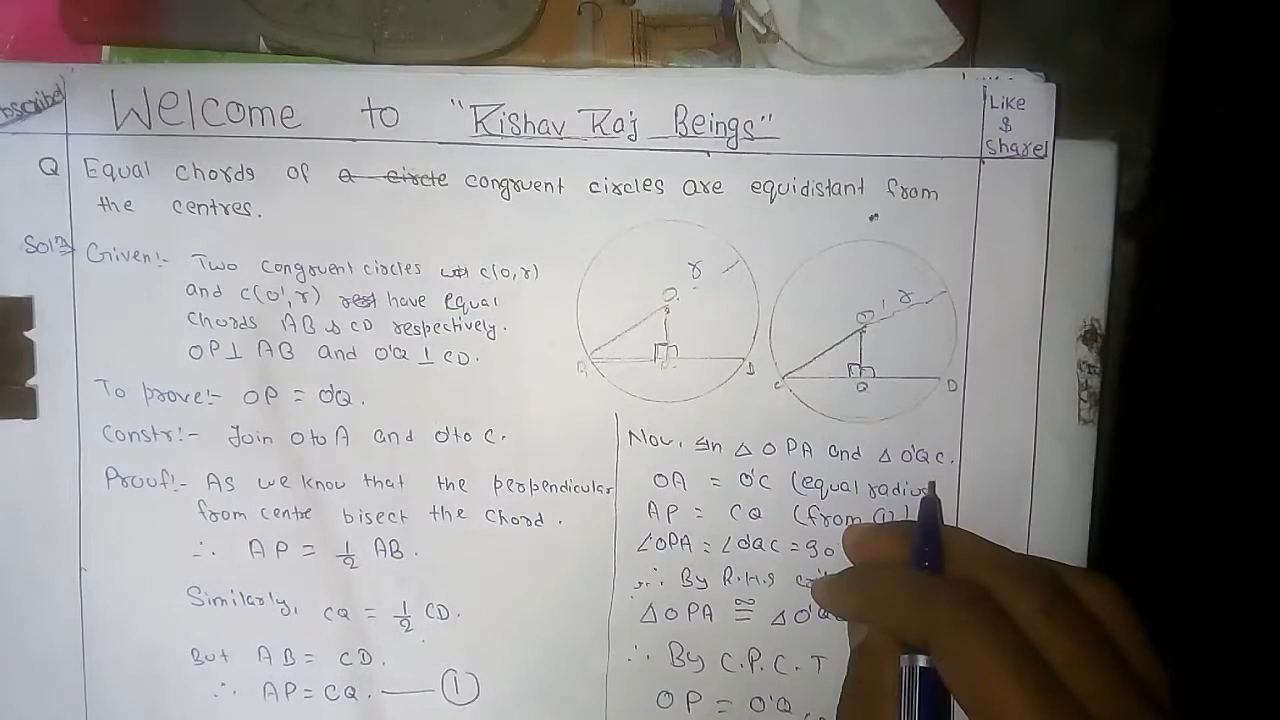 Welcome to "Rishav Raj Beings"
Like
&
Share
Q Equal chords of a circle congruent circles are equidistant from
the centres.
Given:- Two congruent circles C(O,r)
and C(O',r) have equal
chords AB & CD respectively.
OP⊥AB and O'Q⊥CD.
To prove:- OP = O'Q.
Constr:- Join O to A and O' to C.
Proof:- As we know that the perpendicular
from centre bisect the chord.
∴ AP = 1/2 AB.
Similarly, CQ = 1/2 CD.
But AB = CD.
∴ AP = CQ. — ①
r
O
r
O'
C
Q
D
Now, In △OPA and △O'QC.
OA = O'C (equal radius
AP = CQ (from
∠OPA = ∠O'QC = 90
∴ By R.H.S
△OPA ≅ △O'Q
∴ By C.P.C.T
OP = O'Q